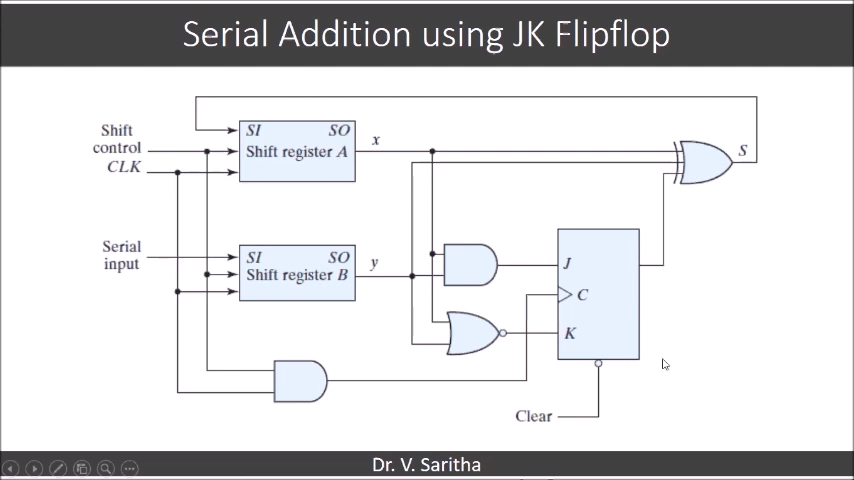 Serial Addition using JK Flipflop
Shift
control
CLK
SI SO
Shift register A
x
S
Serial
input
SI SO
Shift register B
y
J
C
K
Clear
Dr. V. Saritha